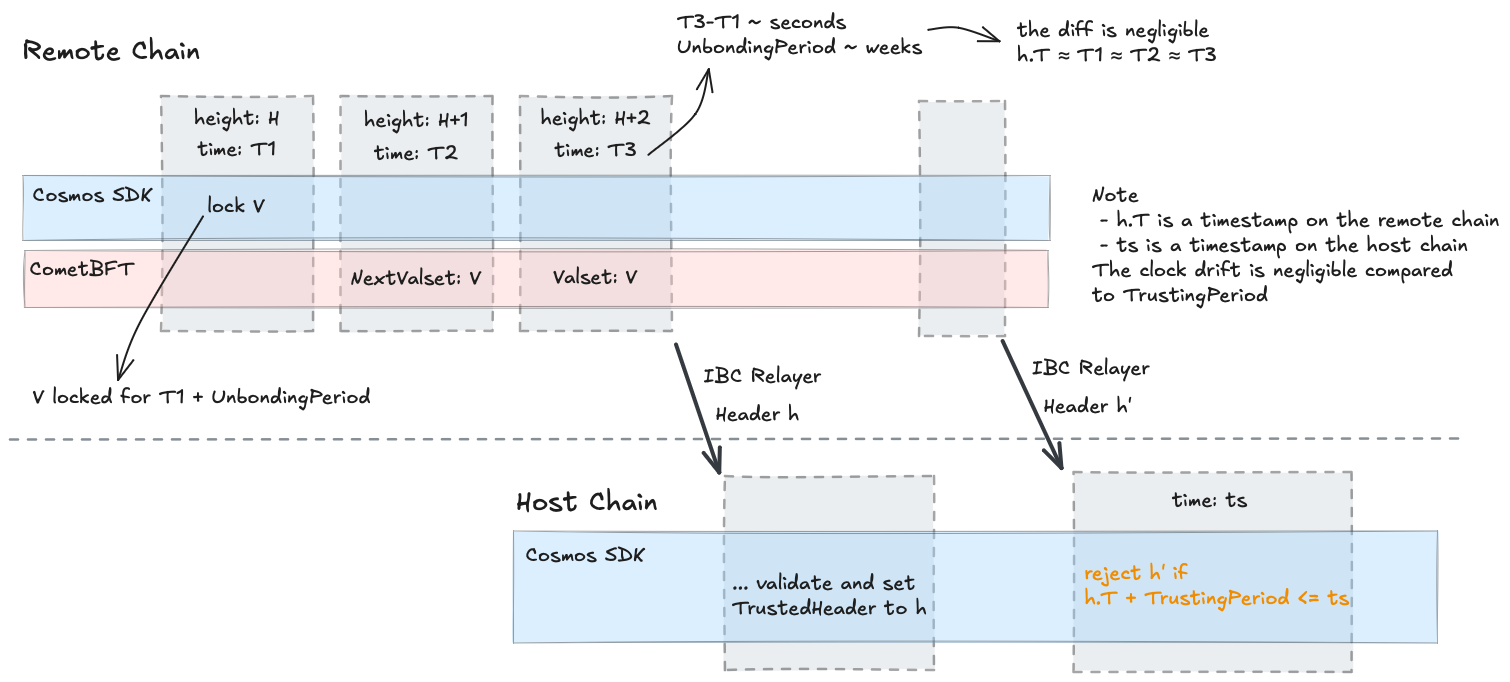 T3-T1 ~ seconds
UnbondingPeriod ~ weeks
the diff is negligible
h.T ≈ T1 ≈ T2 ≈ T3
Remote Chain
height: H
time: T1
height: H+1
time: T2
height: H+2
time: T3
Cosmos SDK
lock V
CometBFT
NextValset: V
Valset: V
Note
- h.T is a timestamp on the remote chain
- ts is a timestamp on the host chain
The clock drift is negligible compared
to TrustingPeriod
V locked for T1 + UnbondingPeriod
IBC Relayer
Header h
IBC Relayer
Header h'
Host Chain
Cosmos SDK
... validate and set
TrustedHeader to h
time: ts
reject h' if
h.T + TrustingPeriod <= ts